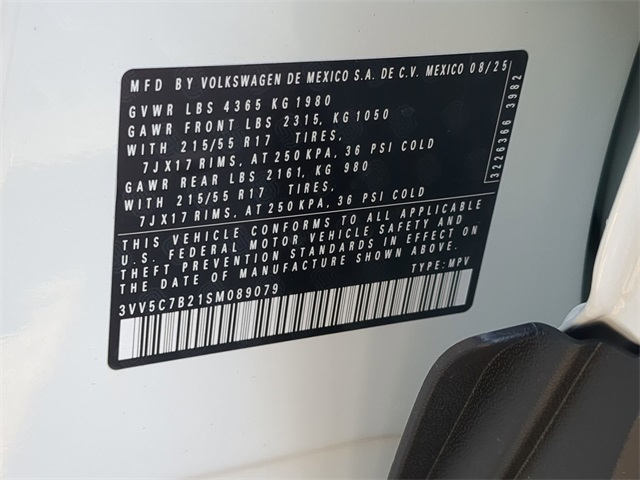 MFD BY VOLKSWAGEN DE MEXICO S.A. DE C.V. MEXICO 08/25
GVWR LBS 4365 KG 1980
GAWR FRONT LBS 2315, KG 1050
WITH 215/55 R17 TIRES,
7JX17 RIMS, AT 250 KPA, 36 PSI COLD
GAWR REAR LBS 2161, KG 980
WITH 215/55 R17 TIRES,
7JX17 RIMS, AT 250 KPA, 36 PSI COLD
THIS VEHICLE CONFORMS TO ALL APPLICABLE
U.S. FEDERAL MOTOR VEHICLE SAFETY AND
THEFT PREVENTION STANDARDS IN EFFECT ON
THE DATE OF MANUFACTURE SHOWN ABOVE.
3VV5C7B21SM089079 TYPE: MPV
3226366 3982